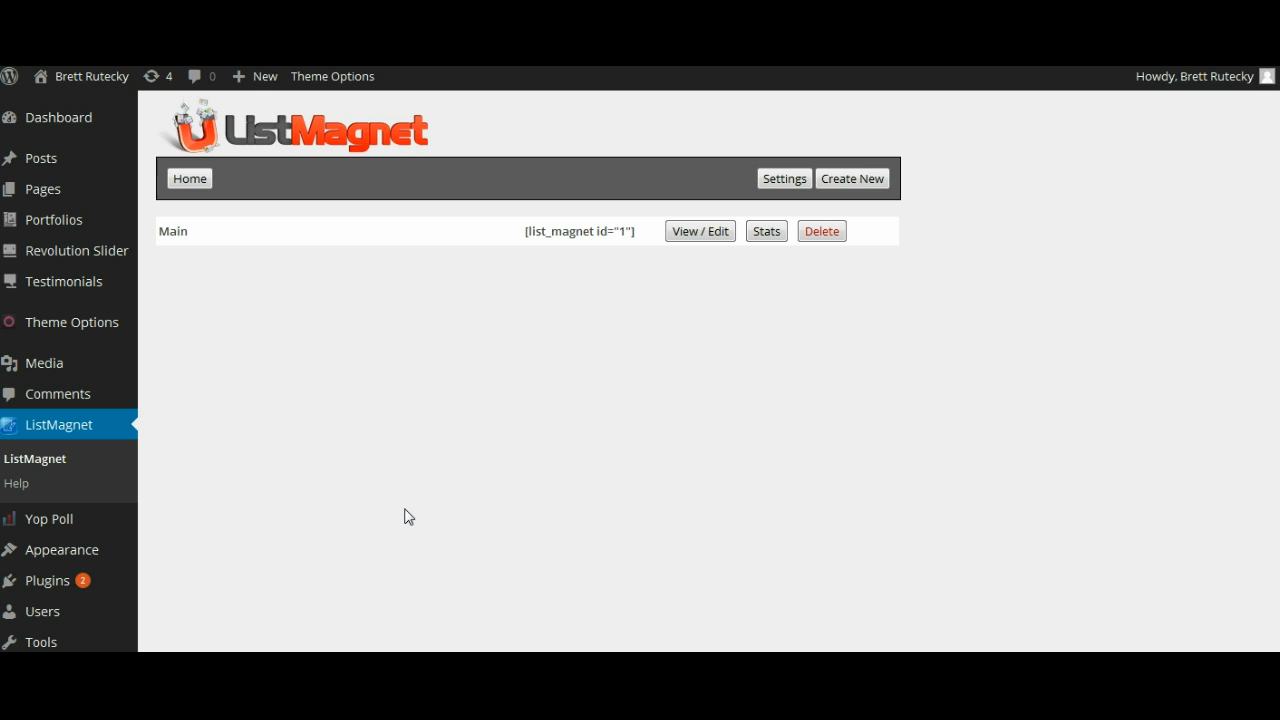 Brett Rutecky 4 0 New Theme Options Howdy, Brett Rutecky
Dashboard
Posts
Pages
Portfolios
Revolution Slider
Testimonials
Theme Options
Media
Comments
ListMagnet
ListMagnet
Help
Yop Poll
Appearance
Plugins 2
Users
Tools
ListMagnet
Home Settings Create New
Main [list_magnet id="1"] View / Edit Stats Delete